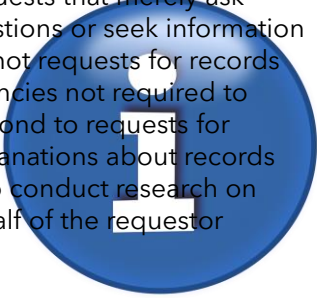 quests that merely ask
stions or seek information
not requests for records
ncies not required to
ond to requests for
anations about records
o conduct research on
alf of the requestor